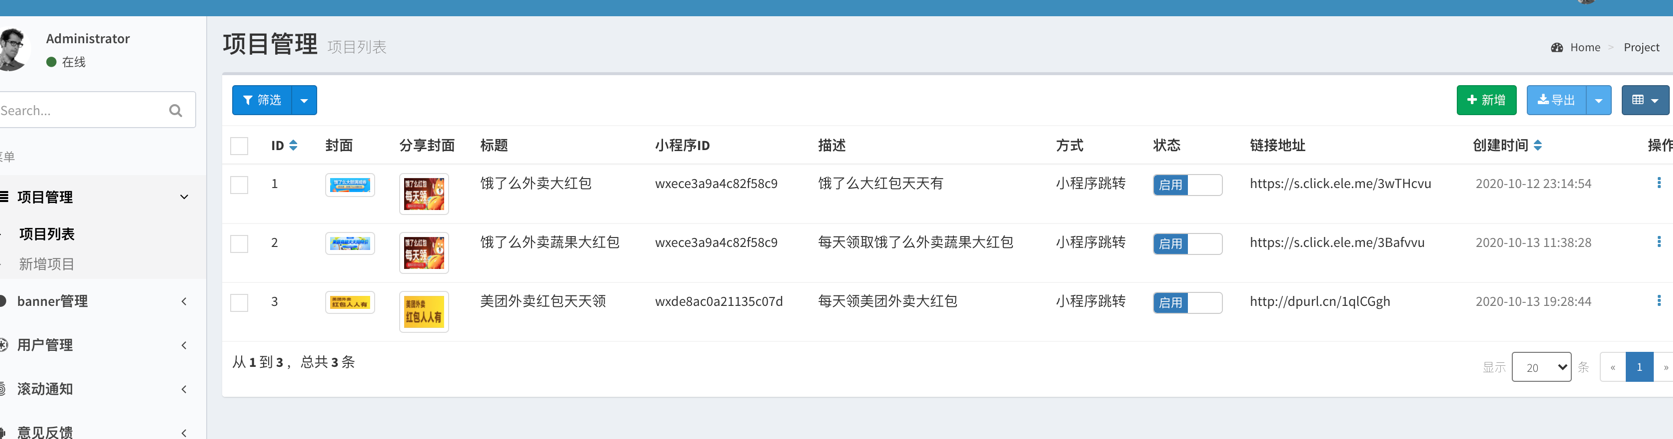 Administrator
在线
Search...
菜单
项目管理
项目列表
新增项目
banner管理
用户管理
滚动通知
意见反馈
项目管理 项目列表
Home > Project
筛选
新增 导出
ID 封面 分享封面 标题 小程序ID 描述 方式 状态 链接地址 创建时间 操作
1 饿了么外卖大红包 wxece3a9a4c82f58c9 饿了么大红包天天有 小程序跳转 启用 https://s.click.ele.me/3wTHcvu 2020-10-12 23:14:54
饿了么红包
每天领
2 饿了么外卖蔬果大红包 wxece3a9a4c82f58c9 每天领取饿了么外卖蔬果大红包 小程序跳转 启用 https://s.click.ele.me/3Bafvvu 2020-10-13 11:38:28
饿了么红包
每天领
3 美团外卖红包天天领 wxde8ac0a21135c07d 每天领美团外卖大红包 小程序跳转 启用 http://dpurl.cn/1qlCGgh 2020-10-13 19:28:44
美团外卖
红包人人有
美团外卖
红包人人有
从 1 到 3 ，总共 3 条
显示 20 条 « 1 »